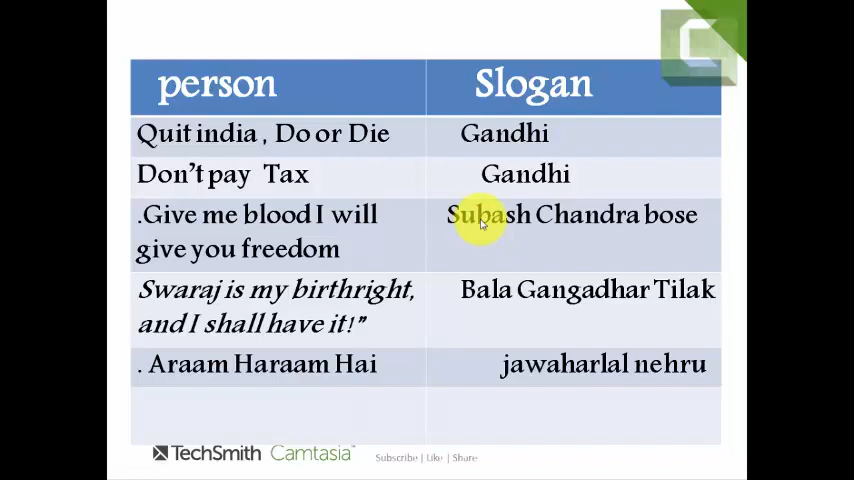 person Slogan
Quit india , Do or Die Gandhi
Don't pay Tax Gandhi
.Give me blood I will Subash Chandra bose
give you freedom
Swaraj is my birthright, Bala Gangadhar Tilak
and I shall have it!"
. Araam Haraam Hai jawaharlal nehru
TechSmith Camtasia™ Subscribe | Like | Share